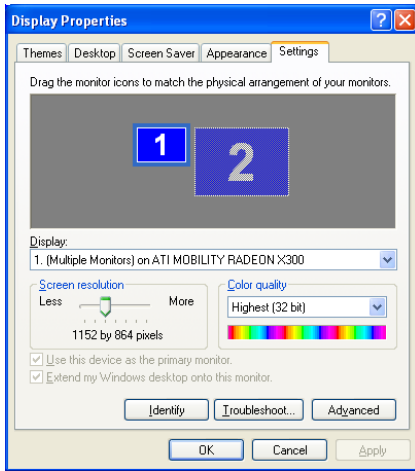 Display Properties
Themes Desktop Screen Saver Appearance Settings
Drag the monitor icons to match the physical arrangement of your monitors.
1 2
Display:
1. (Multiple Monitors) on ATI MOBILITY RADEON X300
Screen resolution Color quality
Less More Highest (32 bit)
1152 by 864 pixels
Use this device as the primary monitor.
Extend my Windows desktop onto this monitor.
Identify Troubleshoot... Advanced
OK Cancel Apply